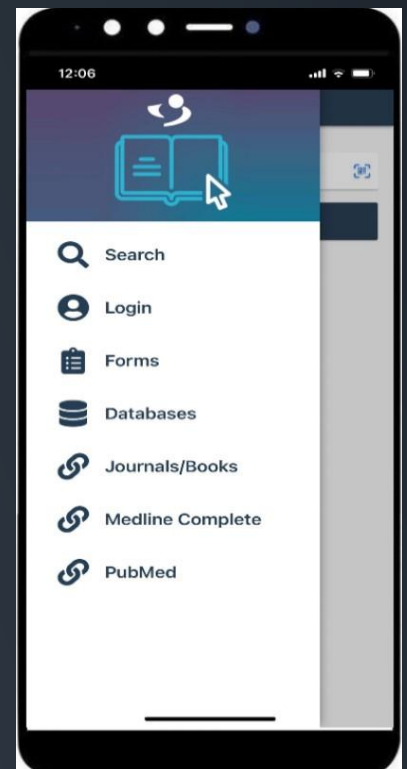 12:06
Search
Login
Forms
Databases
Journals/Books
Medline Complete
PubMed